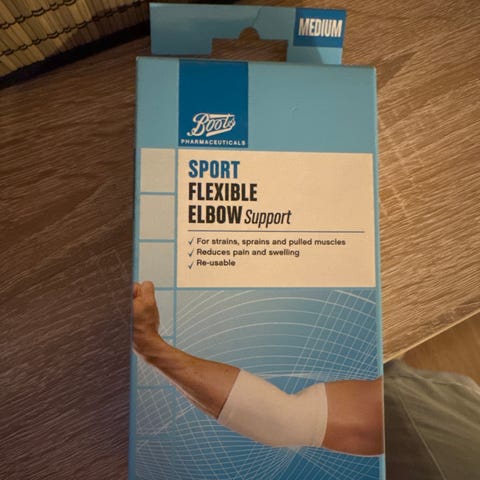 MEDIUM
Boots
PHARMACEUTICALS
SPORT
FLEXIBLE
ELBOW Support
✓ For strains, sprains and pulled muscles
✓ Reduces pain and swelling
✓ Re-usable